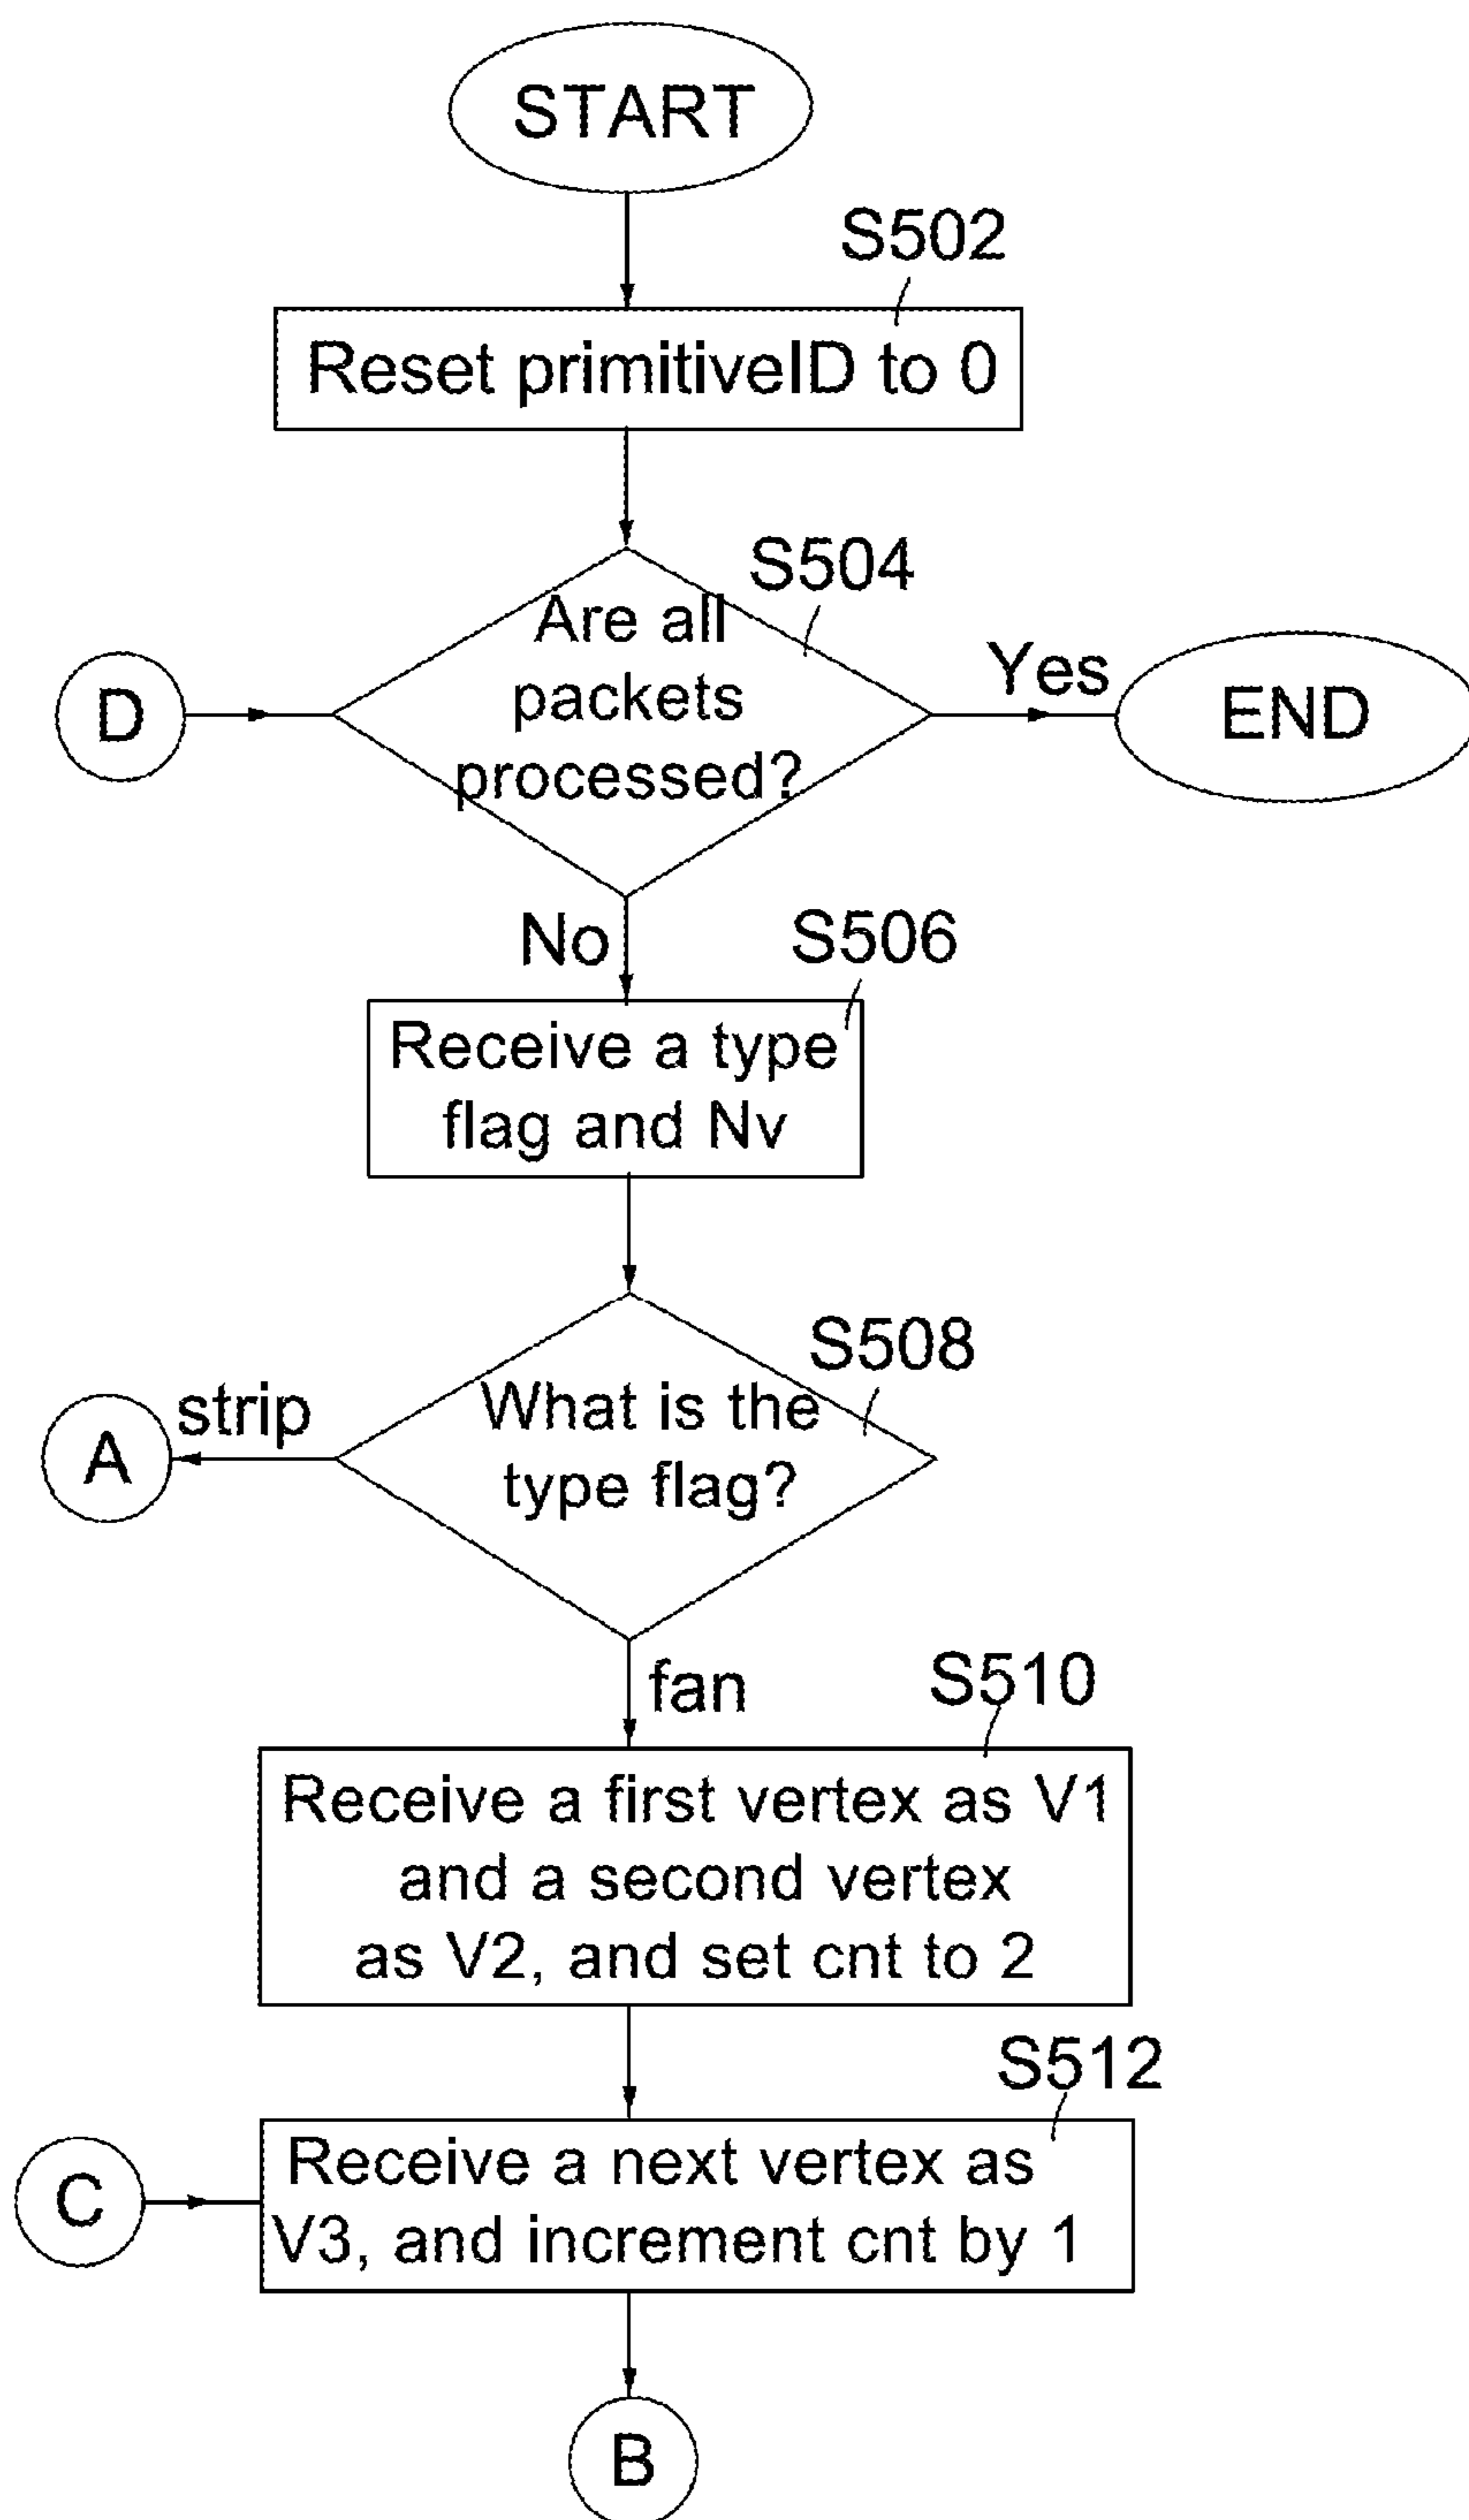 START
S502
Reset primitiveID to 0
S504
Are all
packets
processed?
D
Yes
END
No
S506
Receive a type
flag and Nv
S508
What is the
type flag?
strip
A
fan
S510
Receive a first vertex as V1
and a second vertex
as V2, and set cnt to 2
S512
Receive a next vertex as
V3, and increment cnt by 1
C
B